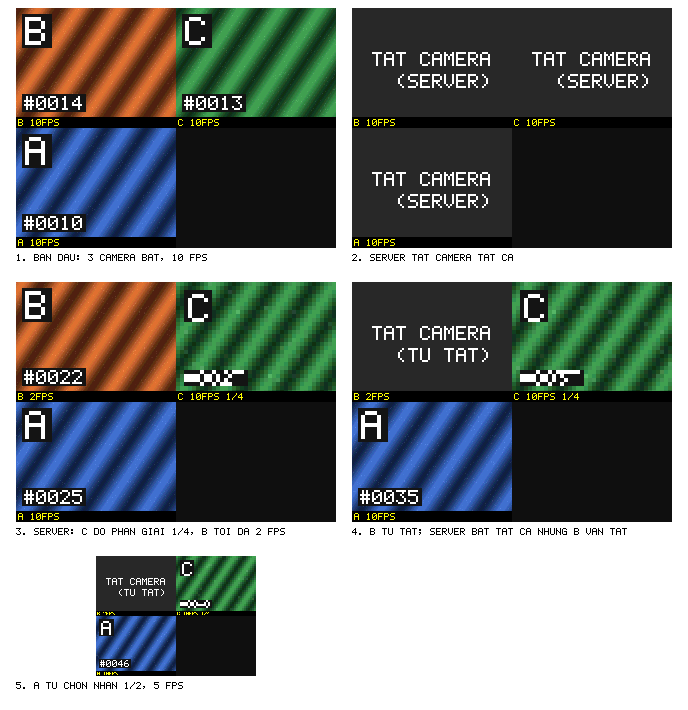 B
C
#0014
#0013
B 10FPS
C 10FPS
A
#0010
A 10FPS
1. BAN DAU: 3 CAMERA BAT, 10 FPS
TAT CAMERA
(SERVER)
TAT CAMERA
(SERVER)
B 10FPS
C 10FPS
TAT CAMERA
(SERVER)
A 10FPS
2. SERVER TAT CAMERA TAT CA
B
C
#0022
B 2FPS
C 10FPS 1/4
A
#0025
A 10FPS
3. SERVER: C DO PHAN GIAI 1/4, B TOI DA 2 FPS
TAT CAMERA
(TU TAT)
C
B 2FPS
C 10FPS 1/4
A
#0035
A 10FPS
4. B TU TAT; SERVER BAT TAT CA NHUNG B VAN TAT
TAT CAMERA
(TU TAT)
C
A
#0046
5. A TU CHON NHAN 1/2, 5 FPS